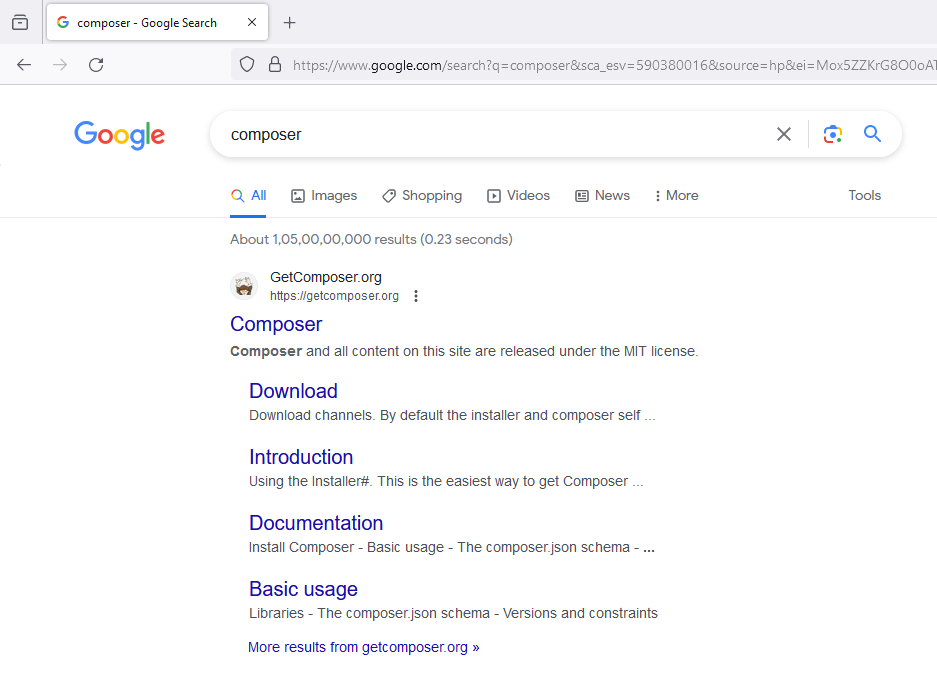 composer - Google Search
https://www.google.com/search?q=composer&sca_esv=590380016&source=hp&ei=Mox5ZZKrG8O0oAT
Google
composer
All Images Shopping Videos News More Tools
About 1,05,00,00,000 results (0.23 seconds)
GetComposer.org
https://getcomposer.org
Composer
Composer and all content on this site are released under the MIT license.
Download
Download channels. By default the installer and composer self ...
Introduction
Using the Installer#. This is the easiest way to get Composer ...
Documentation
Install Composer - Basic usage - The composer.json schema - ...
Basic usage
Libraries - The composer.json schema - Versions and constraints
More results from getcomposer.org »